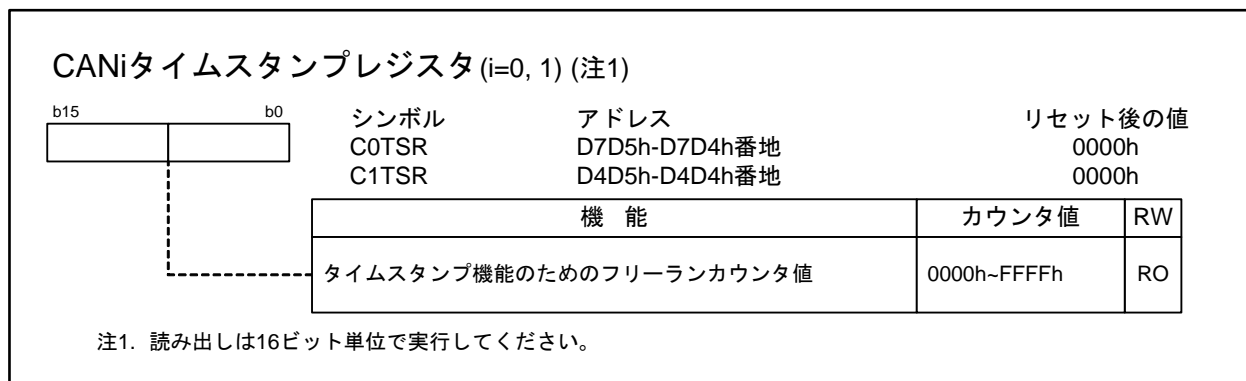 CANiタイムスタンプレジスタ(i=0, 1) (注1)
b15 b0 シンボル アドレス リセット後の値
C0TSR D7D5h-D7D4h番地 0000h
C1TSR D4D5h-D4D4h番地 0000h
機 能 カウンタ値 RW
タイムスタンプ機能のためのフリーランカウンタ値 0000h~FFFFh RO
注1. 読み出しは16ビット単位で実行してください。